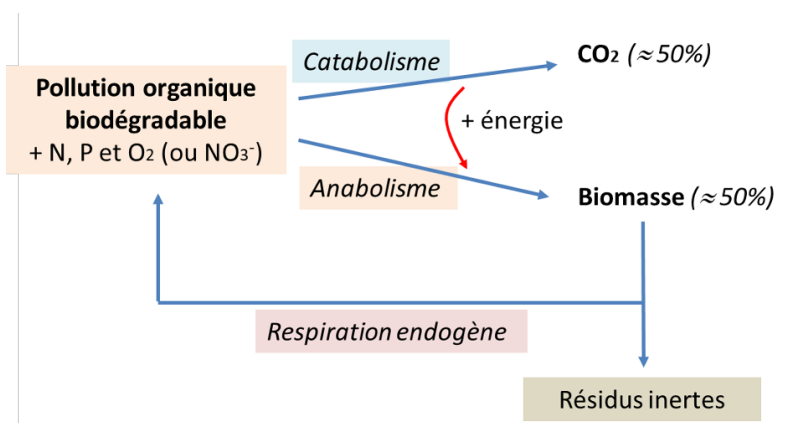 Catabolisme
CO₂ (≈50%)
Pollution organique
biodégradable
+ N, P et O₂ (ou NO₃⁻)
+ énergie
Anabolisme
Biomasse (≈50%)
Respiration endogène
Résidus inertes